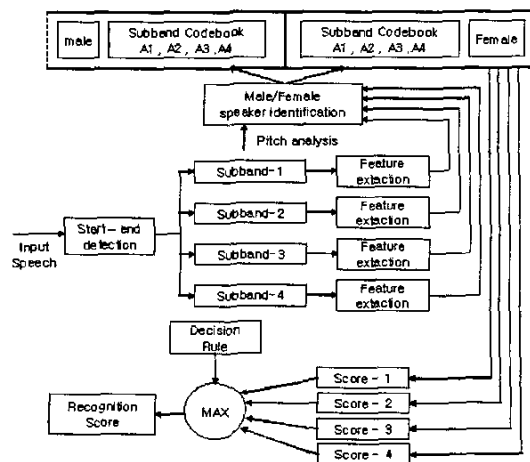 male
Subband Codebook
A1 , A2 , A3 ,A4
Subband Codebook
A1 , A2 , A3 ,A4
Female
Male/Female
speaker identification
Pitch analysis
Subband-1
Feature
extaction
Subband-2
Feature
extaction
Input
Speech
Start-end
detection
Subband-3
Feature
extaction
Subband-4
Feature
extaction
Decision
Rule
Recognition
Score
MAX
Score - 1
Score - 2
Score - 3
Score - 4